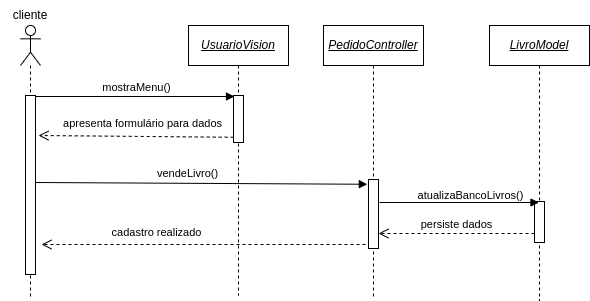 cliente
UsuarioVision
PedidoController
LivroModel
mostraMenu()
apresenta formulário para dados
vendeLivro()
atualizaBancoLivros()
persiste dados
cadastro realizado